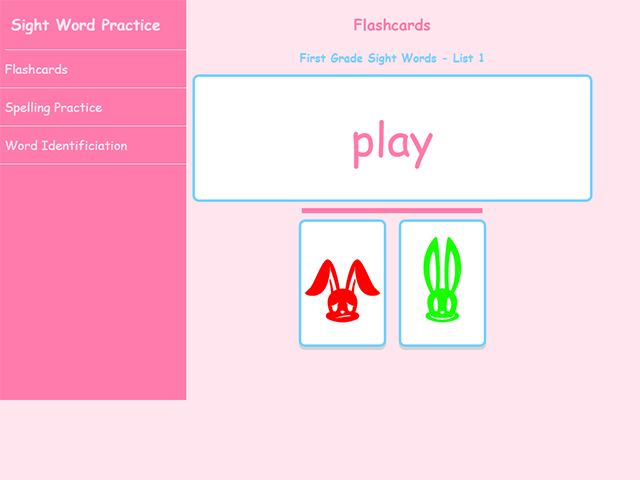 Sight Word Practice
Flashcards
Spelling Practice
Word Identificiation
Flashcards
First Grade Sight Words - List 1
play